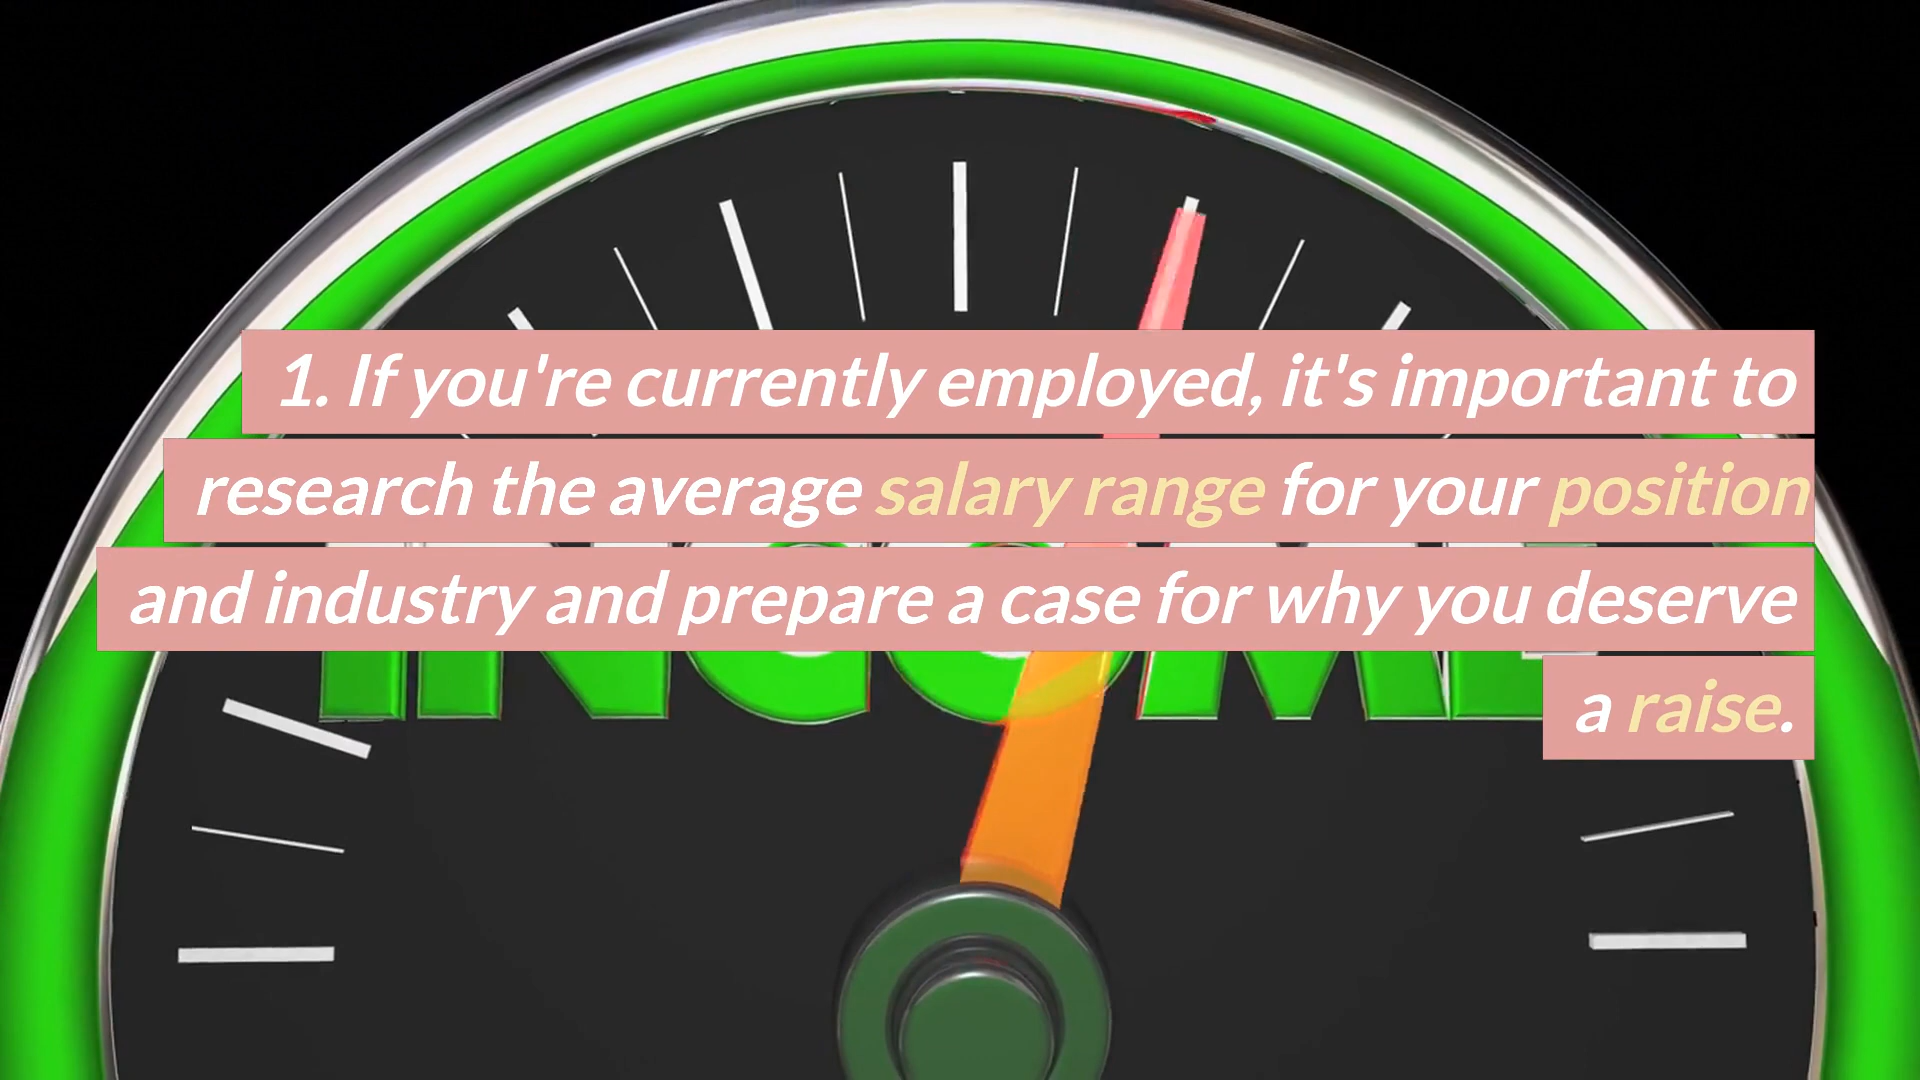 1. If you're currently employed, it's important to
research the average salary range for your position
and industry and prepare a case for why you deserve
a raise.
INCOME